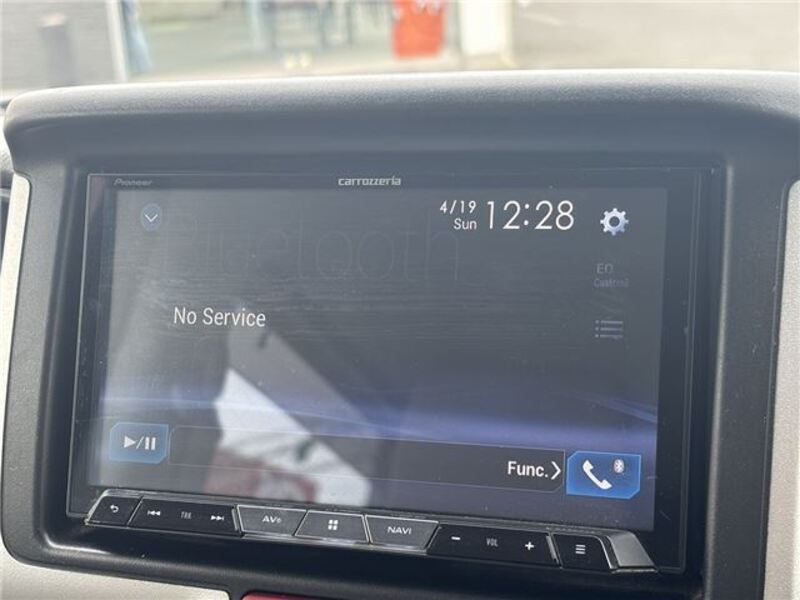 Pioneer
carrozzeria
4/19
Sun
12:28
Bluetooth
EQ
Control
No Service
Func.
TRK
AV
NAVI
VOL